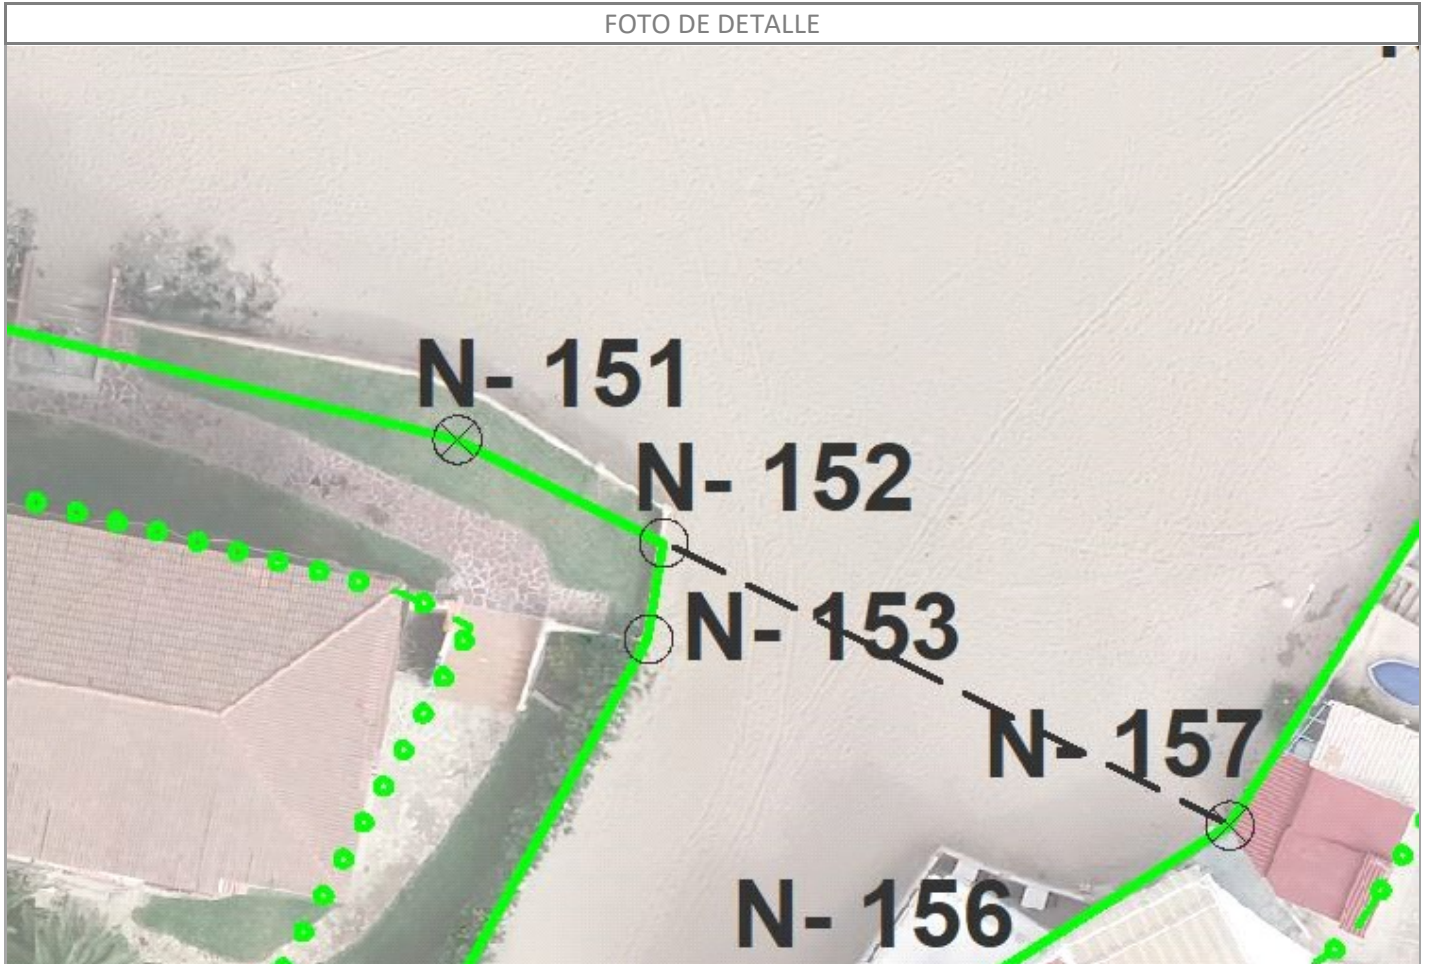 FOTO DE DETALLE
N- 151
N- 152
N- 153
N- 157
N- 156